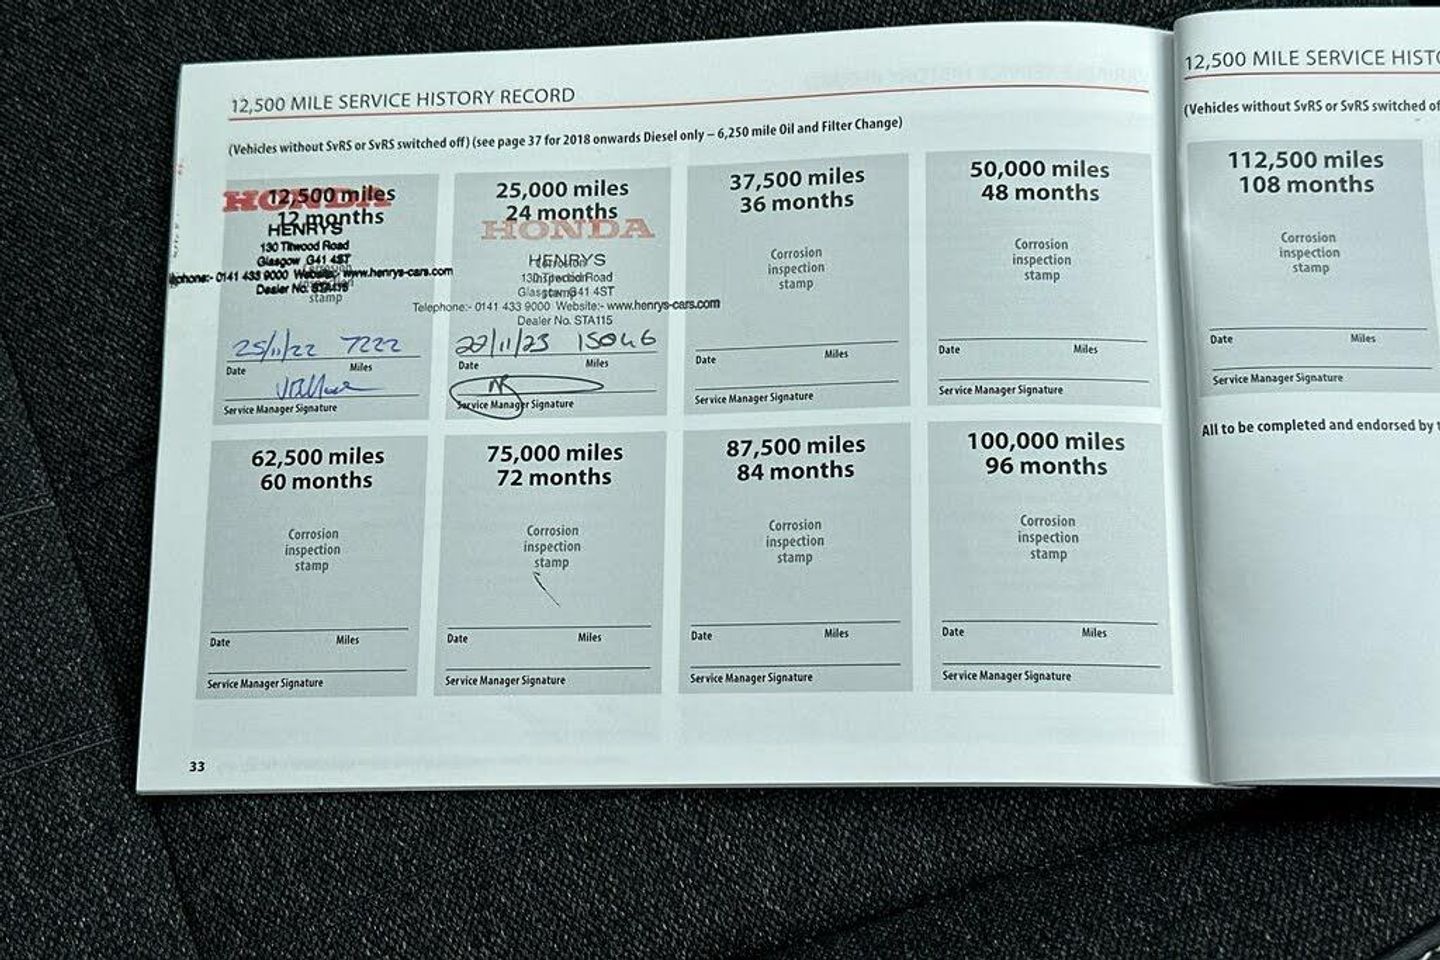 12,500 MILE SERVICE HISTORY RECORD
(Vehicles without SvRS or SvRS switched off) (see page 37 for 2018 onwards Diesel only – 6,250 mile Oil and Filter Change)
HONDA
12,500 miles
12 months
HENRYS
130 Titwood Road
Glasgow G41 4ST
phone:- 0141 433 9000 Website:- www.henrys-cars.com
Dealer No. STA115
stamp
25/11/22 7222
Date Miles
Service Manager Signature
25,000 miles
24 months
HONDA
HENRYS
Road
G41 4ST
Telephone:- 0141 433 9000 Website:- www.henrys-cars.com
Dealer No. STA115
22/11/23 15046
Date Miles
Service Manager Signature
37,500 miles
36 months
Corrosion
inspection
stamp
Date Miles
Service Manager Signature
50,000 miles
48 months
Corrosion
inspection
stamp
Date Miles
Service Manager Signature
62,500 miles
60 months
Corrosion
inspection
stamp
Date Miles
Service Manager Signature
75,000 miles
72 months
Corrosion
inspection
stamp
Date Miles
Service Manager Signature
87,500 miles
84 months
Corrosion
inspection
stamp
Date Miles
Service Manager Signature
100,000 miles
96 months
Corrosion
inspection
stamp
Date Miles
Service Manager Signature
33
12,500 MILE SERVICE HISTO
(Vehicles without SvRS or SvRS switched of
112,500 miles
108 months
Corrosion
inspection
stamp
Date Miles
Service Manager Signature
All to be completed and endorsed by t